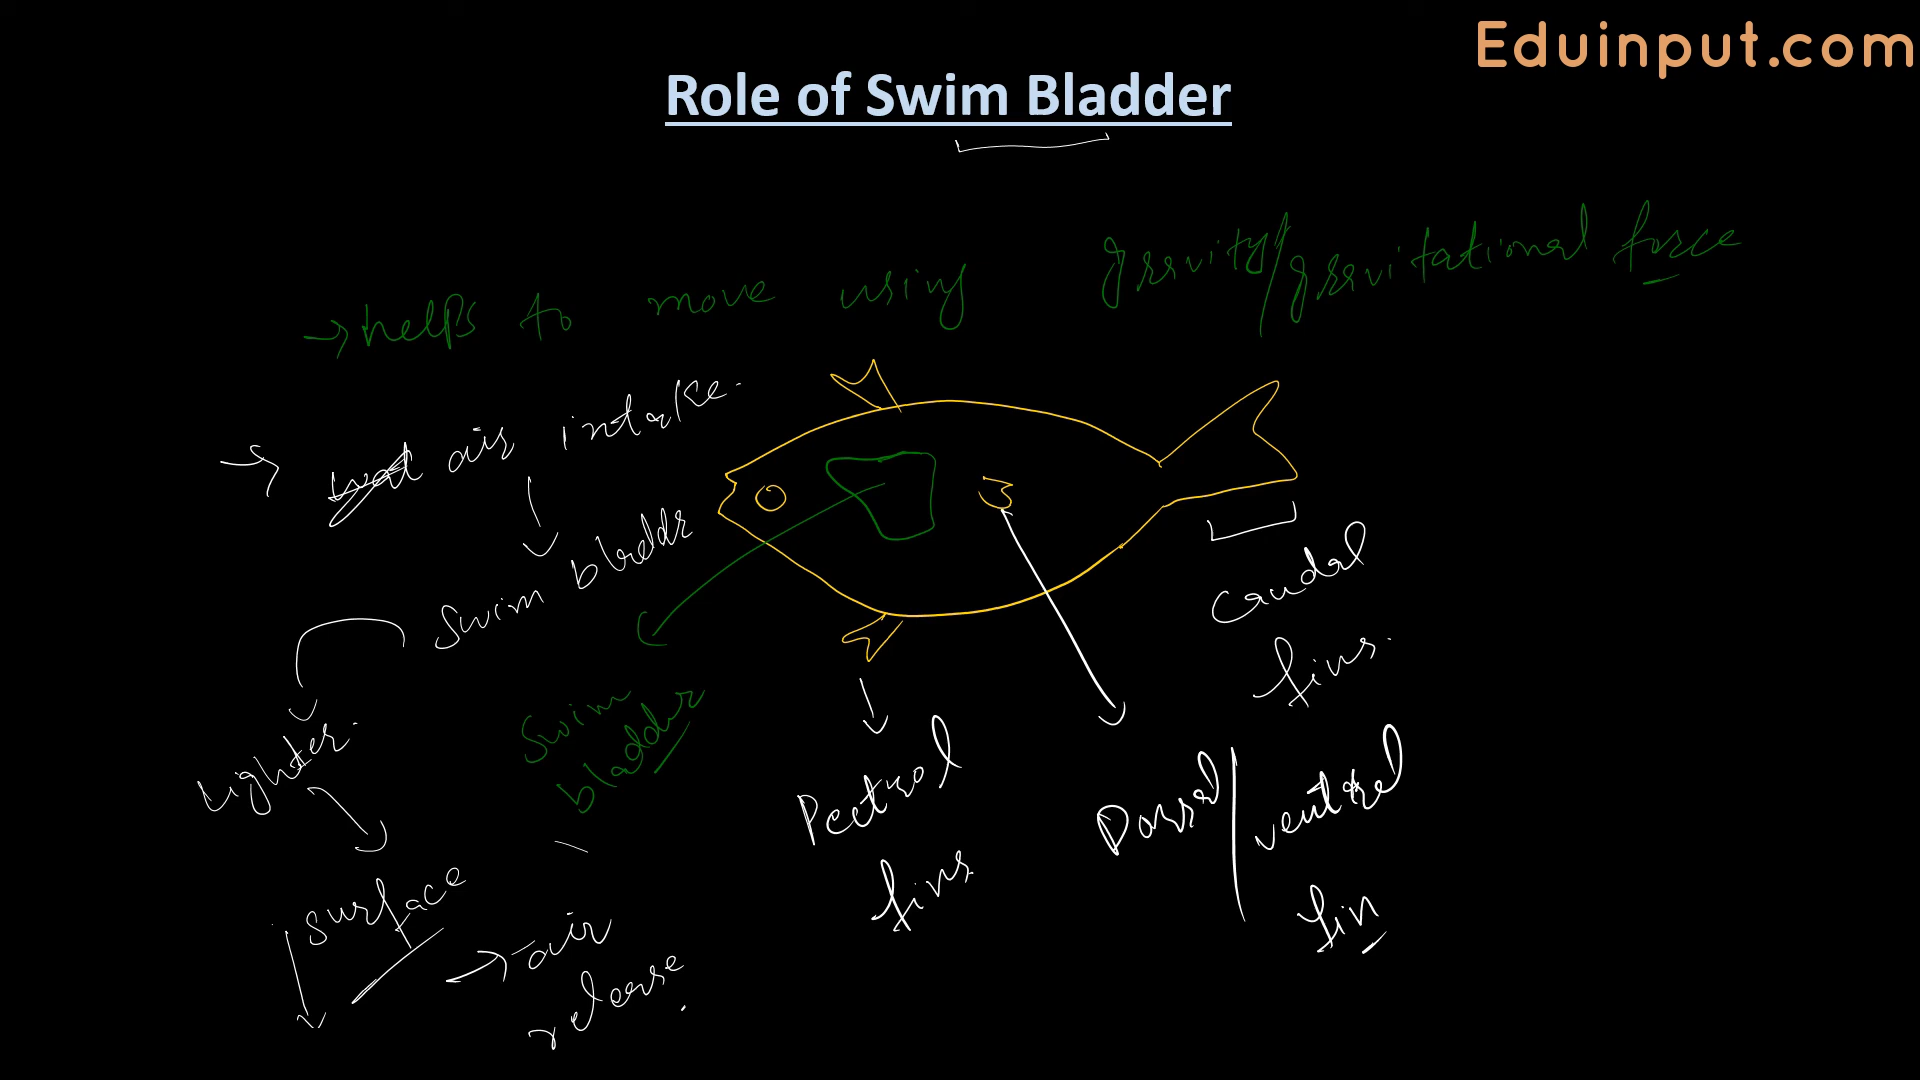 Eduinput.com
Role of Swim Bladder
→ helps to move using gravity/gravitational force
→ air intake.
Swim bladdr
Lighter.
surface
→ air
release.
Swim
bladder
Pectrol
fins.
Dorsal/ventral
fin
Caudal
fins.